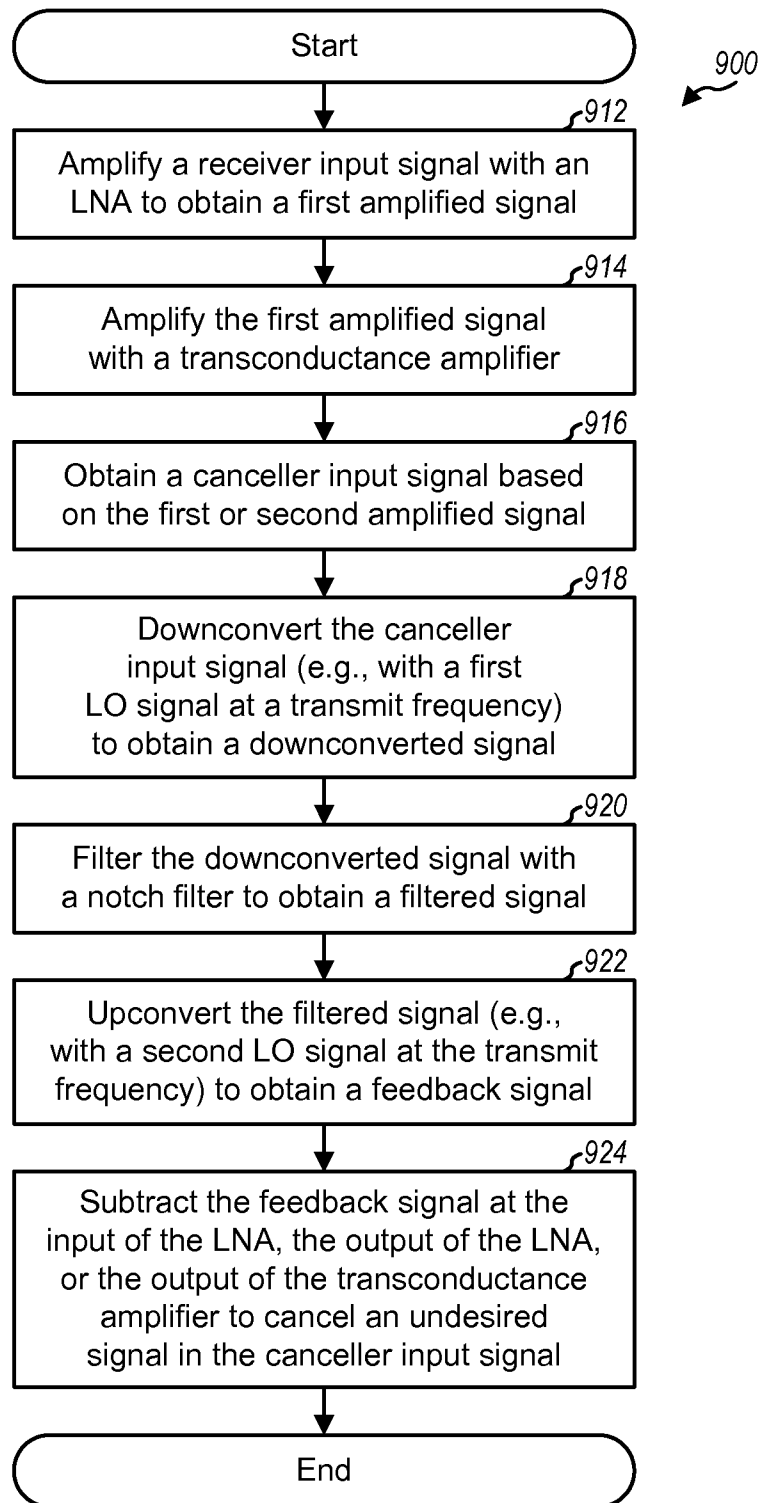 Start
900
912
Amplify a receiver input signal with an
LNA to obtain a first amplified signal
914
Amplify the first amplified signal
with a transconductance amplifier
916
Obtain a canceller input signal based
on the first or second amplified signal
918
Downconvert the canceller
input signal (e.g., with a first
LO signal at a transmit frequency)
to obtain a downconverted signal
920
Filter the downconverted signal with
a notch filter to obtain a filtered signal
922
Upconvert the filtered signal (e.g.,
with a second LO signal at the transmit
frequency) to obtain a feedback signal
924
Subtract the feedback signal at the
input of the LNA, the output of the LNA,
or the output of the transconductance
amplifier to cancel an undesired
signal in the canceller input signal
End